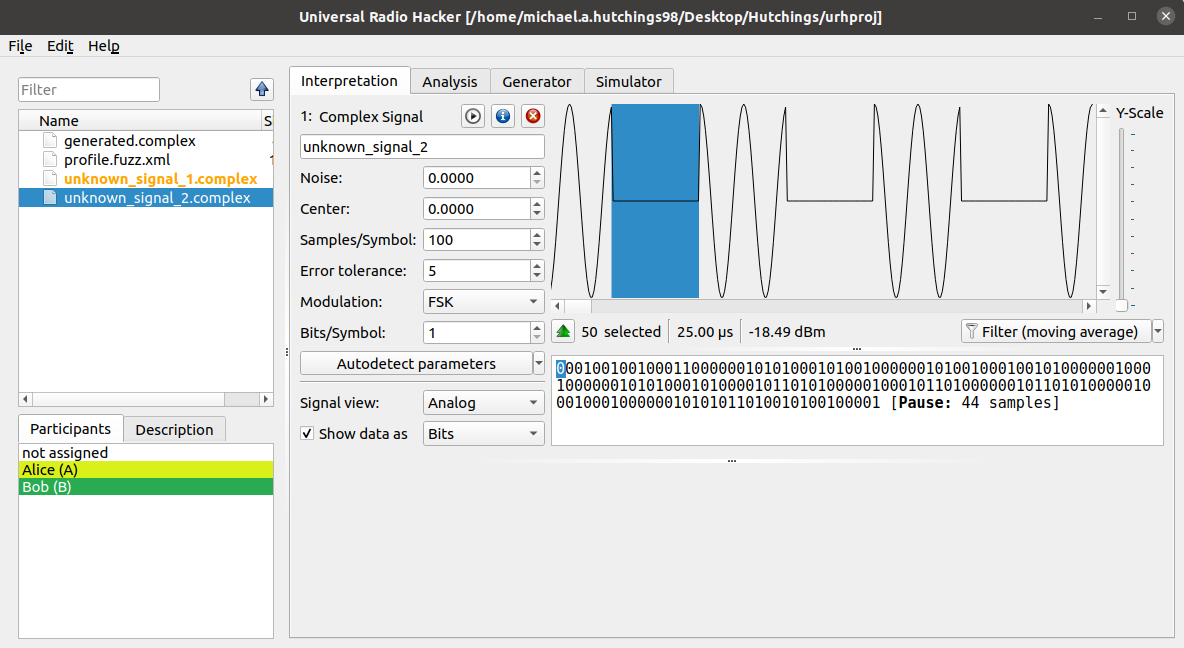 Universal Radio Hacker [/home/michael.a.hutchings98/Desktop/Hutchings/urhproj]
File Edit Help
Filter
Name
generated.complex
profile.fuzz.xml
unknown_signal_1.complex
unknown_signal_2.complex
Participants Description
not assigned
Alice (A)
Bob (B)
Interpretation Analysis Generator Simulator
1: Complex Signal
unknown_signal_2
Noise: 0.0000
Center: 0.0000
Samples/Symbol: 100
Error tolerance: 5
Modulation: FSK
Bits/Symbol: 1
Autodetect parameters
Signal view: Analog
Show data as Bits
Y-Scale
50 selected 25.00 µs -18.49 dBm Filter (moving average)
0001001001000110000001010100010100100000010100100010010010100000010001
0000001010100010100001011010100000100010110100000010110101000001000
0010001000000101010110100101001000001 [Pause: 44 samples]